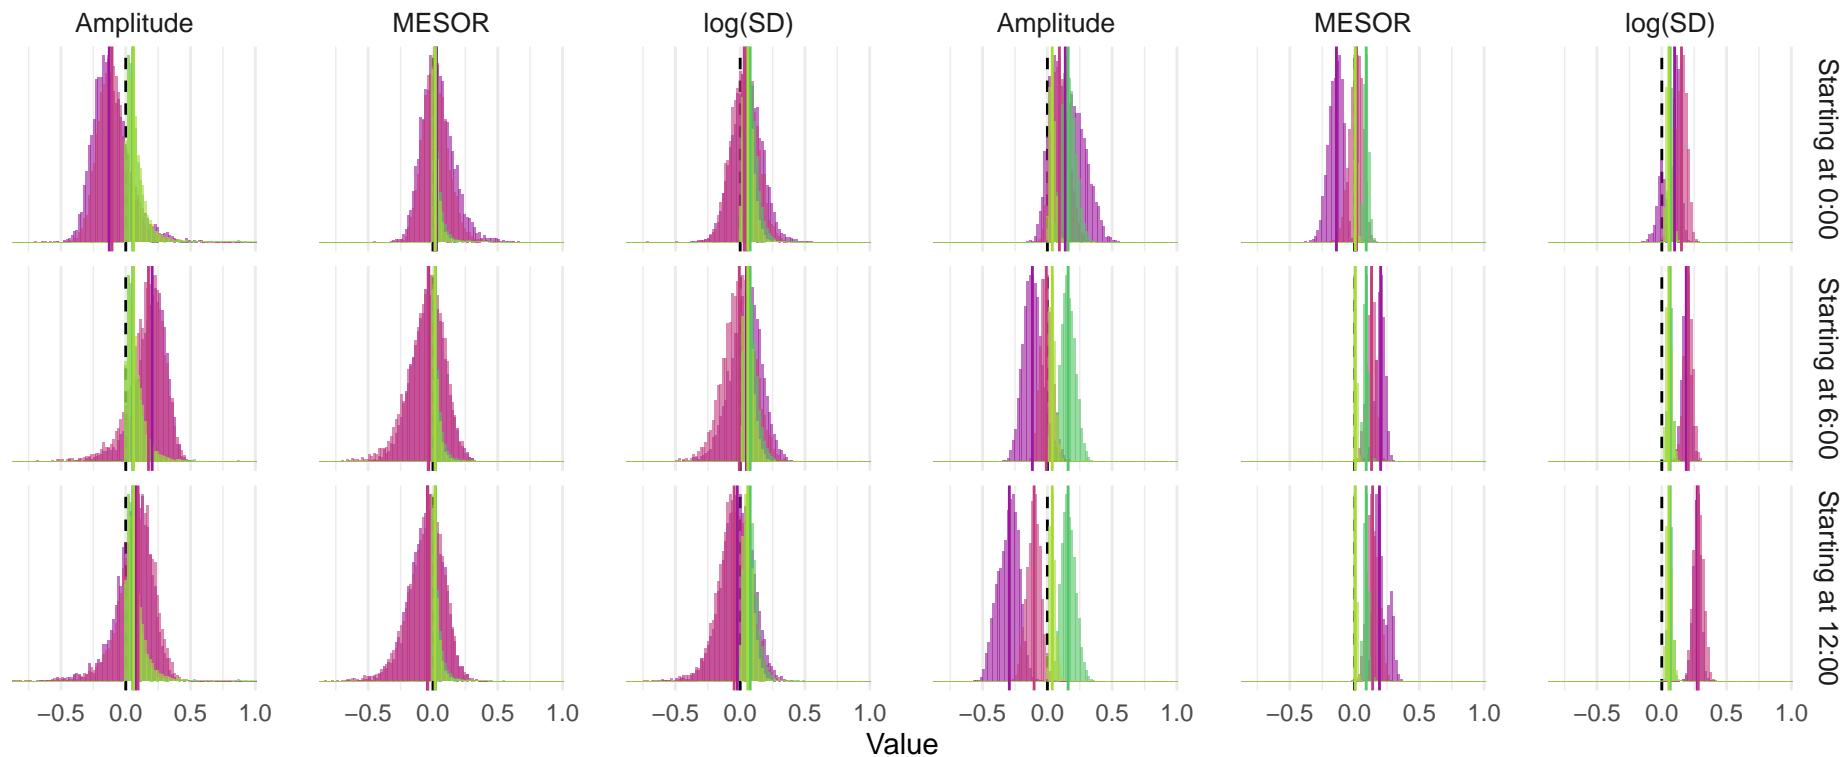 Amplitude MESOR log(SD) Amplitude MESOR log(SD)
Starting at 0:00
Starting at 6:00
Starting at 12:00
−0.5 0.0 0.5 1.0 −0.5 0.0 0.5 1.0 −0.5 0.0 0.5 1.0 −0.5 0.0 0.5 1.0 −0.5 0.0 0.5 1.0 −0.5 0.0 0.5 1.0
Value